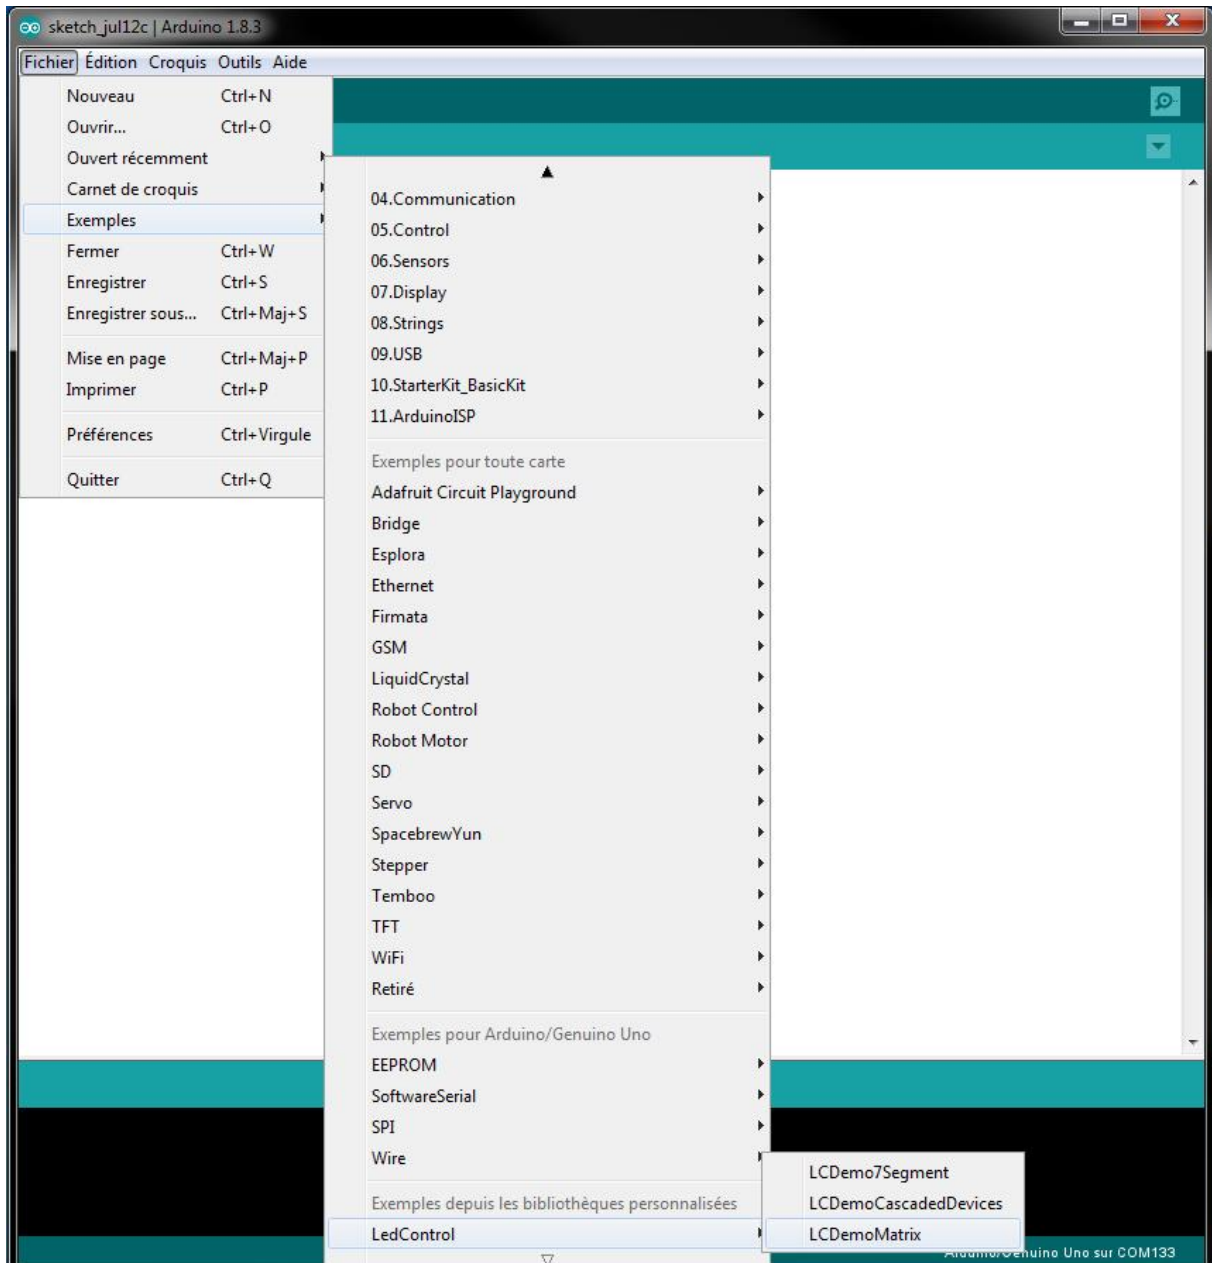 sketch_jul12c | Arduino 1.8.3
Fichier Édition Croquis Outils Aide
Nouveau Ctrl+N
Ouvrir... Ctrl+O
Ouvert récemment
Carnet de croquis
Exemples
Fermer Ctrl+W
Enregistrer Ctrl+S
Enregistrer sous... Ctrl+Maj+S
Mise en page Ctrl+Maj+P
Imprimer Ctrl+P
Préférences Ctrl+Virgule
Quitter Ctrl+Q
04.Communication
05.Control
06.Sensors
07.Display
08.Strings
09.USB
10.StarterKit_BasicKit
11.ArduinoISP
Exemples pour toute carte
Adafruit Circuit Playground
Bridge
Esplora
Ethernet
Firmata
GSM
LiquidCrystal
Robot Control
Robot Motor
SD
Servo
SpacebrewYun
Stepper
Temboo
TFT
WiFi
Retiré
Exemples pour Arduino/Genuino Uno
EEPROM
SoftwareSerial
SPI
Wire
Exemples depuis les bibliothèques personnalisées
LedControl
LCDemo7Segment
LCDemoCascadedDevices
LCDemoMatrix
Arduino/Genuino Uno sur COM133